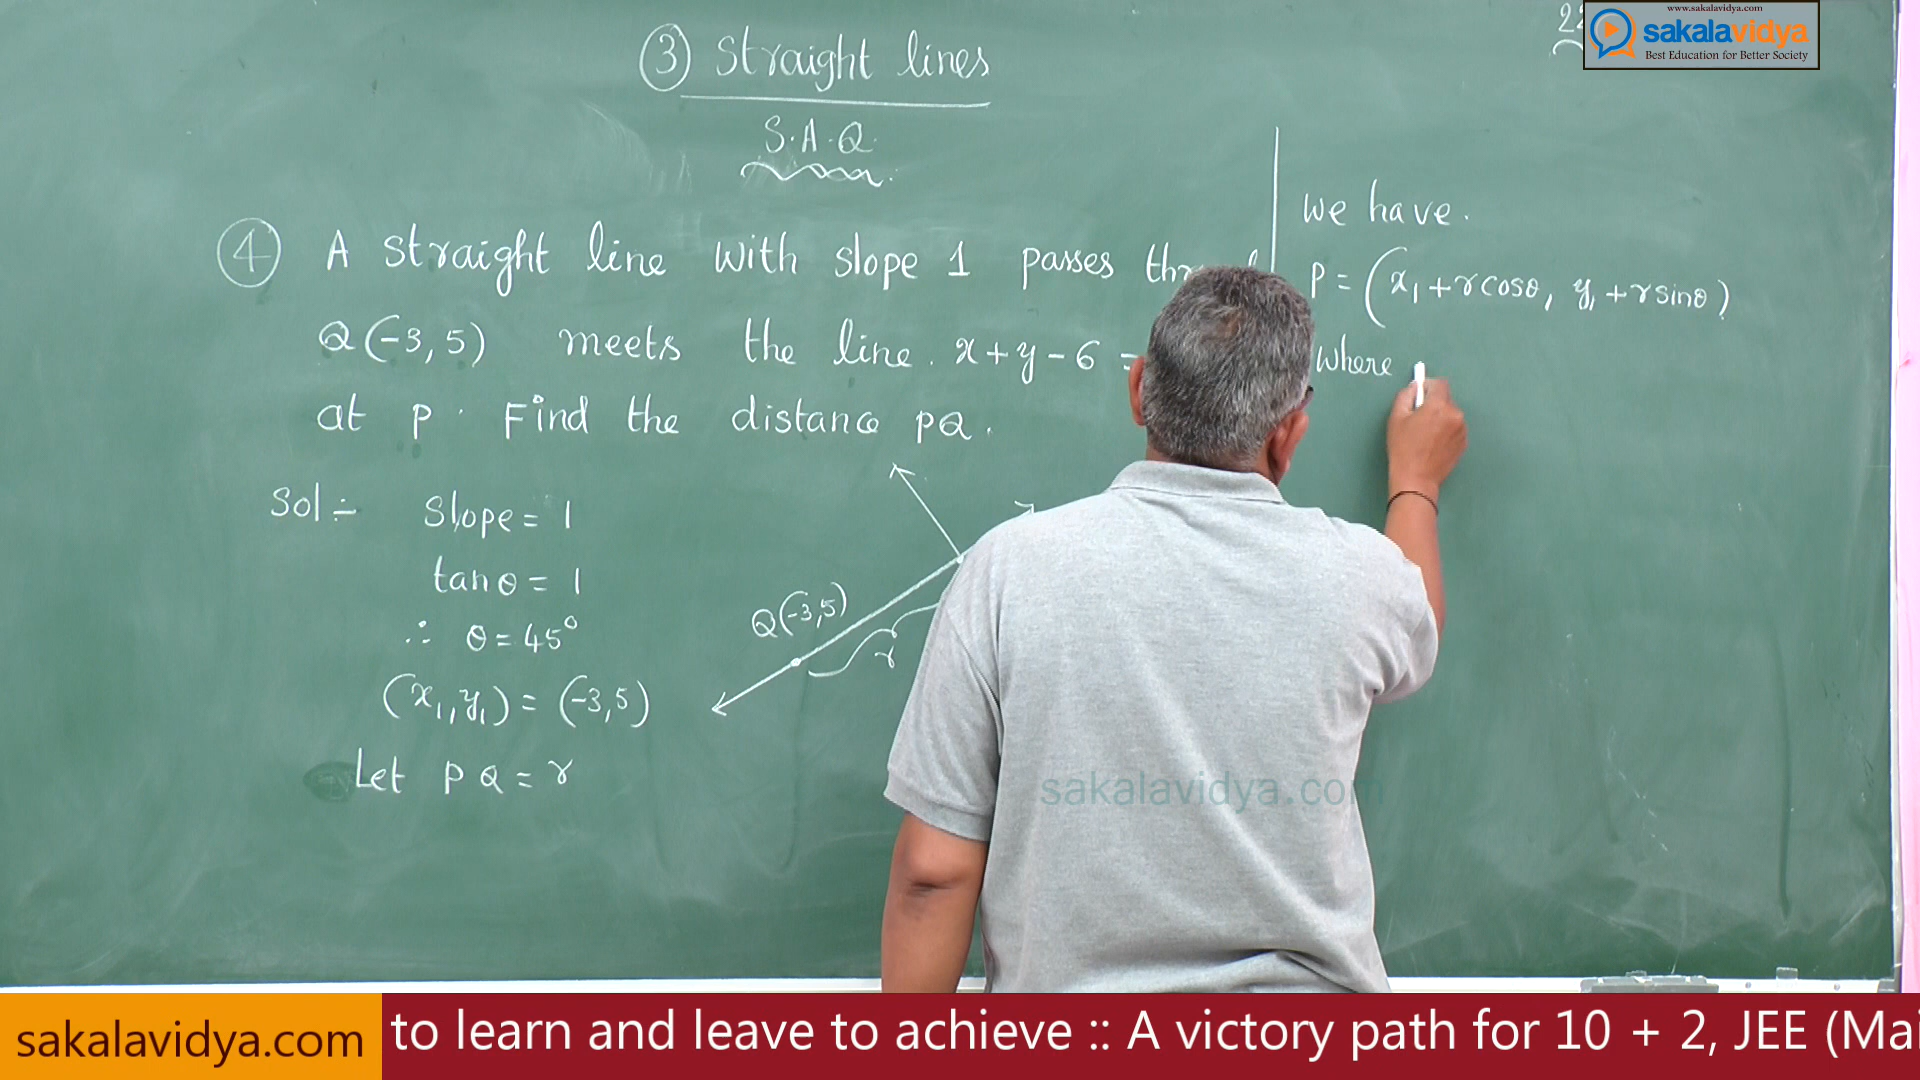 ③ Straight lines
S.A.Q.
④ A straight line with slope 1 passes
Q(-3,5) meets the line. x+y-6 =
at P. Find the distance PQ.
Sol:- Slope = 1
tanθ = 1
∴ θ = 45°
(x₁,y₁) = (-3,5)
Let PQ = r
Q(-3,5)
r
We have.
P = (x₁+rcosθ, y₁+rsinθ)
Where
www.sakalavidya.com
sakalavidya
Best Education for Better Society
sakalavidya.com
sakalavidya.com
to learn and leave to achieve :: A victory path for 10 + 2, JEE